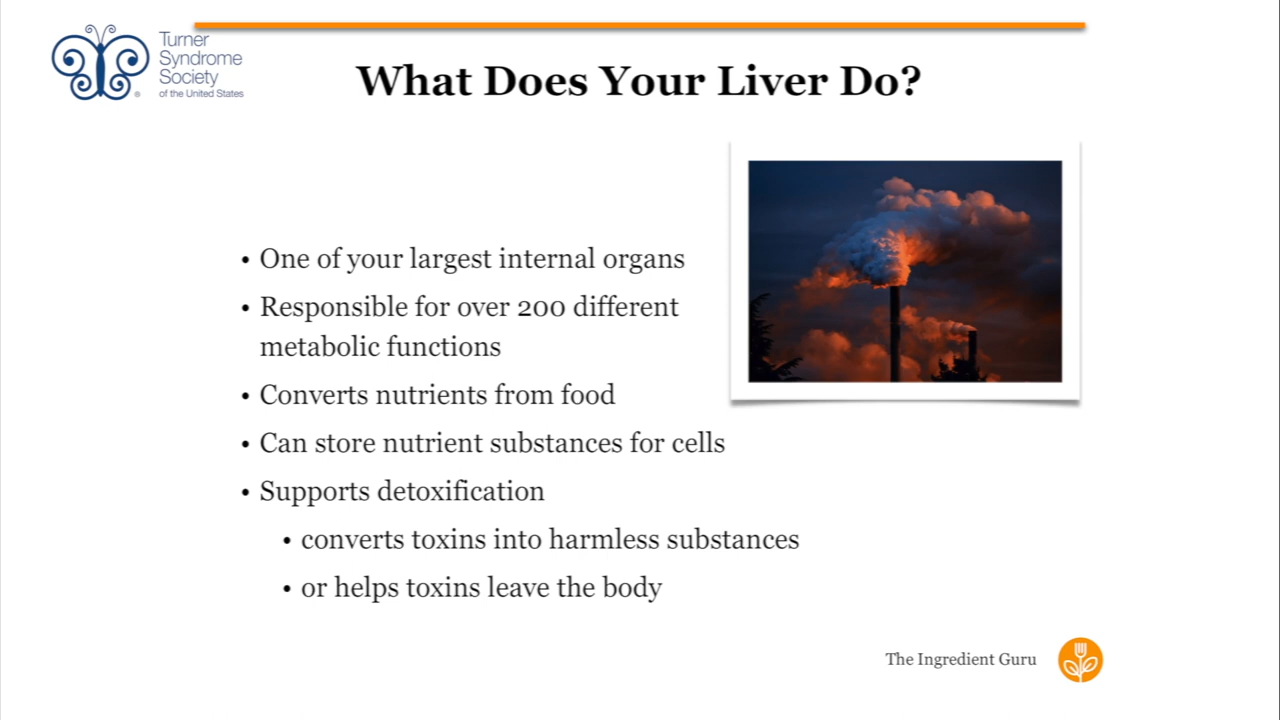 Turner
Syndrome
Society
of the United States
What Does Your Liver Do?
• One of your largest internal organs
• Responsible for over 200 different
metabolic functions
• Converts nutrients from food
• Can store nutrient substances for cells
• Supports detoxification
• converts toxins into harmless substances
• or helps toxins leave the body
The Ingredient Guru